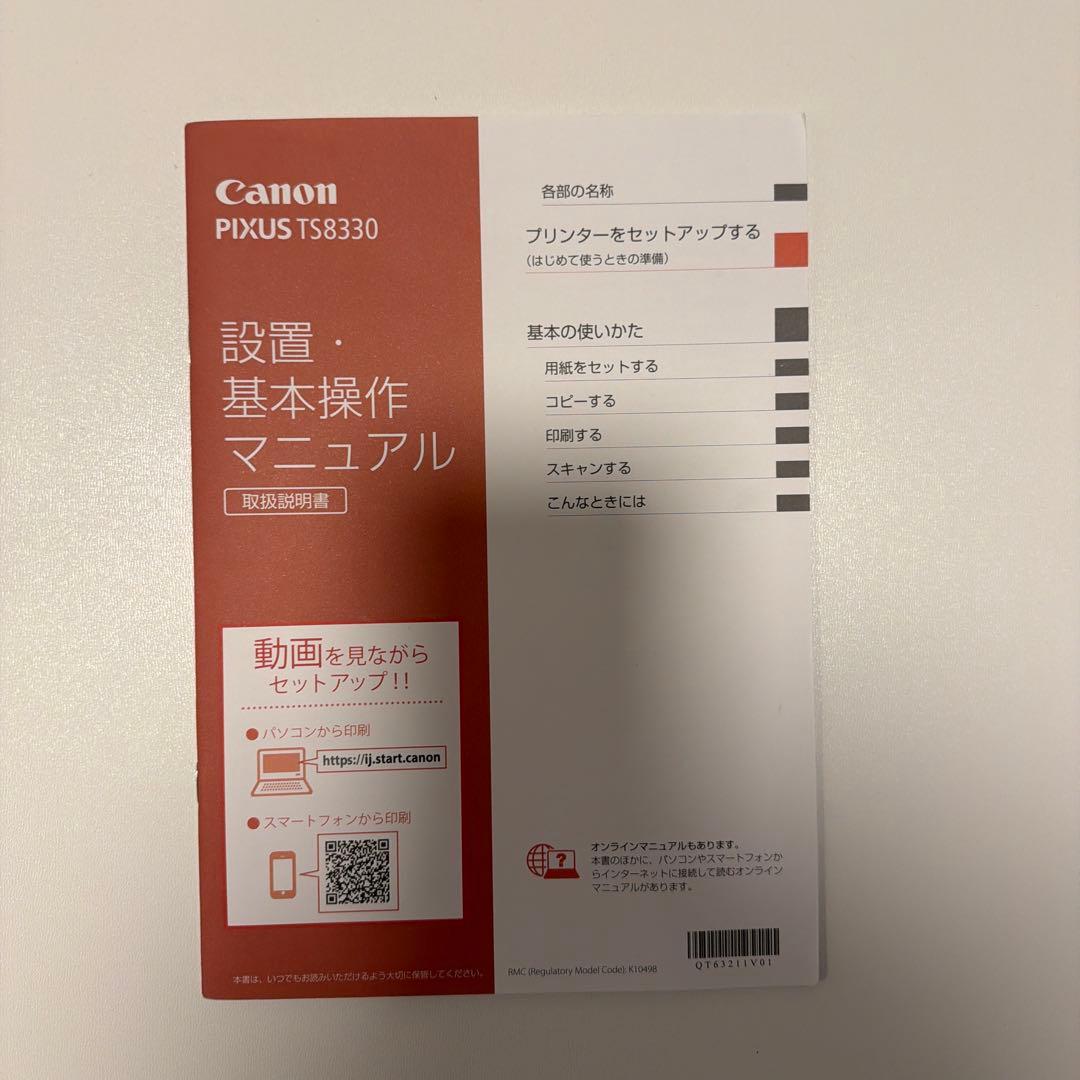 Canon
PIXUS TS8330
設置・
基本操作
マニュアル
取扱説明書
動画を見ながら
セットアップ!!
●パソコンから印刷
https://ij.start.canon
●スマートフォンから印刷
本書は、いつでもお読みいただけるよう大切に保管してください。
各部の名称
プリンターをセットアップする
(はじめて使うときの準備)
基本の使いかた
用紙をセットする
コピーする
印刷する
スキャンする
こんなときには
?
オンラインマニュアルもあります。
本書のほかに、パソコンやスマートフォンか
らインターネットに接続して読むオンライン
マニュアルがあります。
RMC (Regulatory Model Code): K10498
QT63211V01